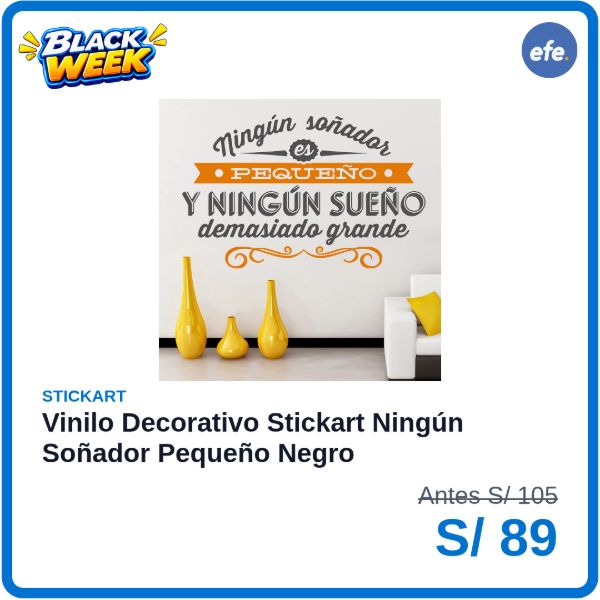 BLACK
WEEK
efe.
Ningún soñador
es
PEQUEÑO
Y NINGÚN SUEÑO
demasiado grande
STICKART
Vinilo Decorativo Stickart Ningún
Soñador Pequeño Negro
Antes S/ 105
S/ 89